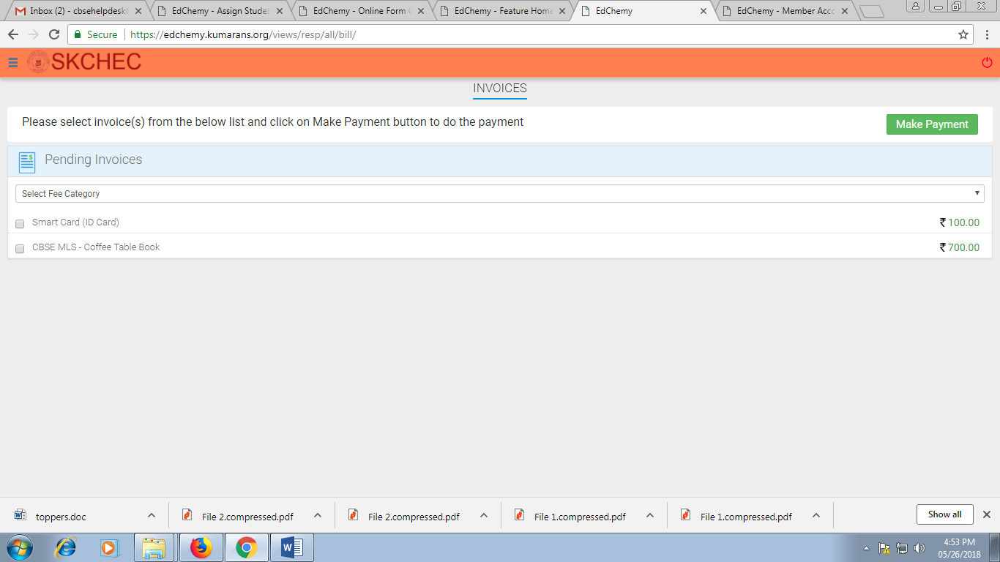 Inbox (2) - cbsehelpdesk
EdChemy - Assign Studen
EdChemy - Online Form
EdChemy - Feature Home
EdChemy
EdChemy - Member Acc
Secure
https://edchemy.kumarans.org/views/resp/all/bill/
SKCHEC
INVOICES
Please select invoice(s) from the below list and click on Make Payment button to do the payment
Make Payment
Pending Invoices
Select Fee Category
Smart Card (ID Card)
₹ 100.00
CBSE MLS - Coffee Table Book
₹ 700.00
toppers.doc
File 2.compressed.pdf
File 2.compressed.pdf
File 1.compressed.pdf
File 1.compressed.pdf
Show all
4:53 PM
05/26/2018